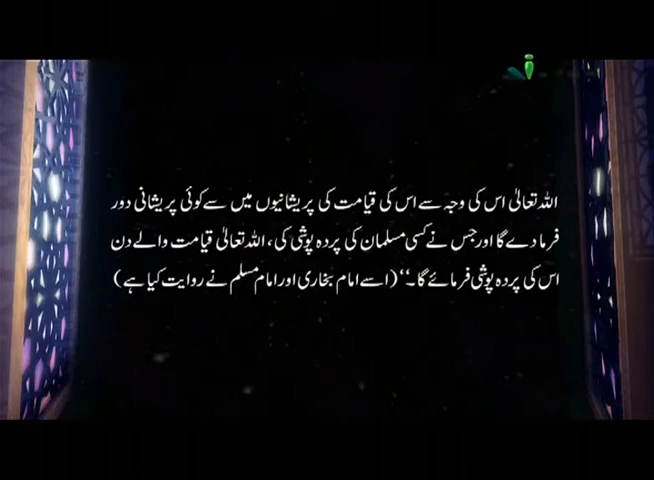 اللہ تعالیٰ اس کی وجہ سے اس کی قیامت کی پریشانیوں میں سے کوئی پریشانی دور
فرما دے گا اور جس نے کسی مسلمان کی پردہ پوشی کی، اللہ تعالیٰ قیامت والے دن
اس کی پردہ پوشی فرمائے گا۔‘‘ (اسے امام بخاری اور امام مسلم نے روایت کیا ہے)